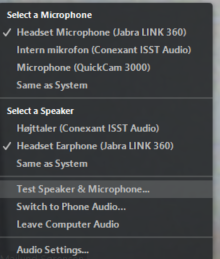 Select a Microphone
✓ Headset Microphone (Jabra LINK 360)
Intern mikrofon (Conexant ISST Audio)
Microphone (QuickCam 3000)
Same as System
Select a Speaker
Højttaler (Conexant ISST Audio)
✓ Headset Earphone (Jabra LINK 360)
Same as System
Test Speaker & Microphone...
Switch to Phone Audio...
Leave Computer Audio
Audio Settings...